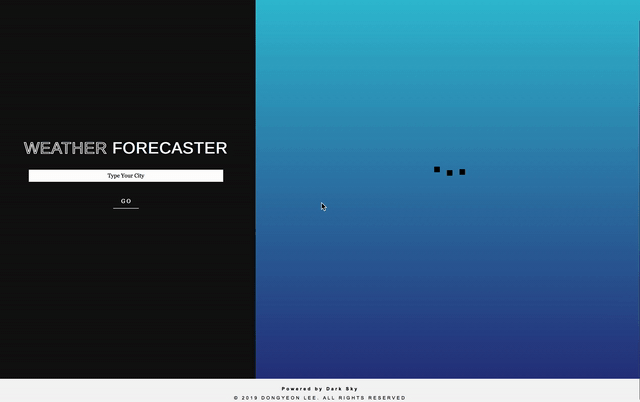 WEATHER FORECASTER
Type Your City
GO
Powered by Dark Sky
© 2019 DONGYEON LEE. ALL RIGHTS RESERVED